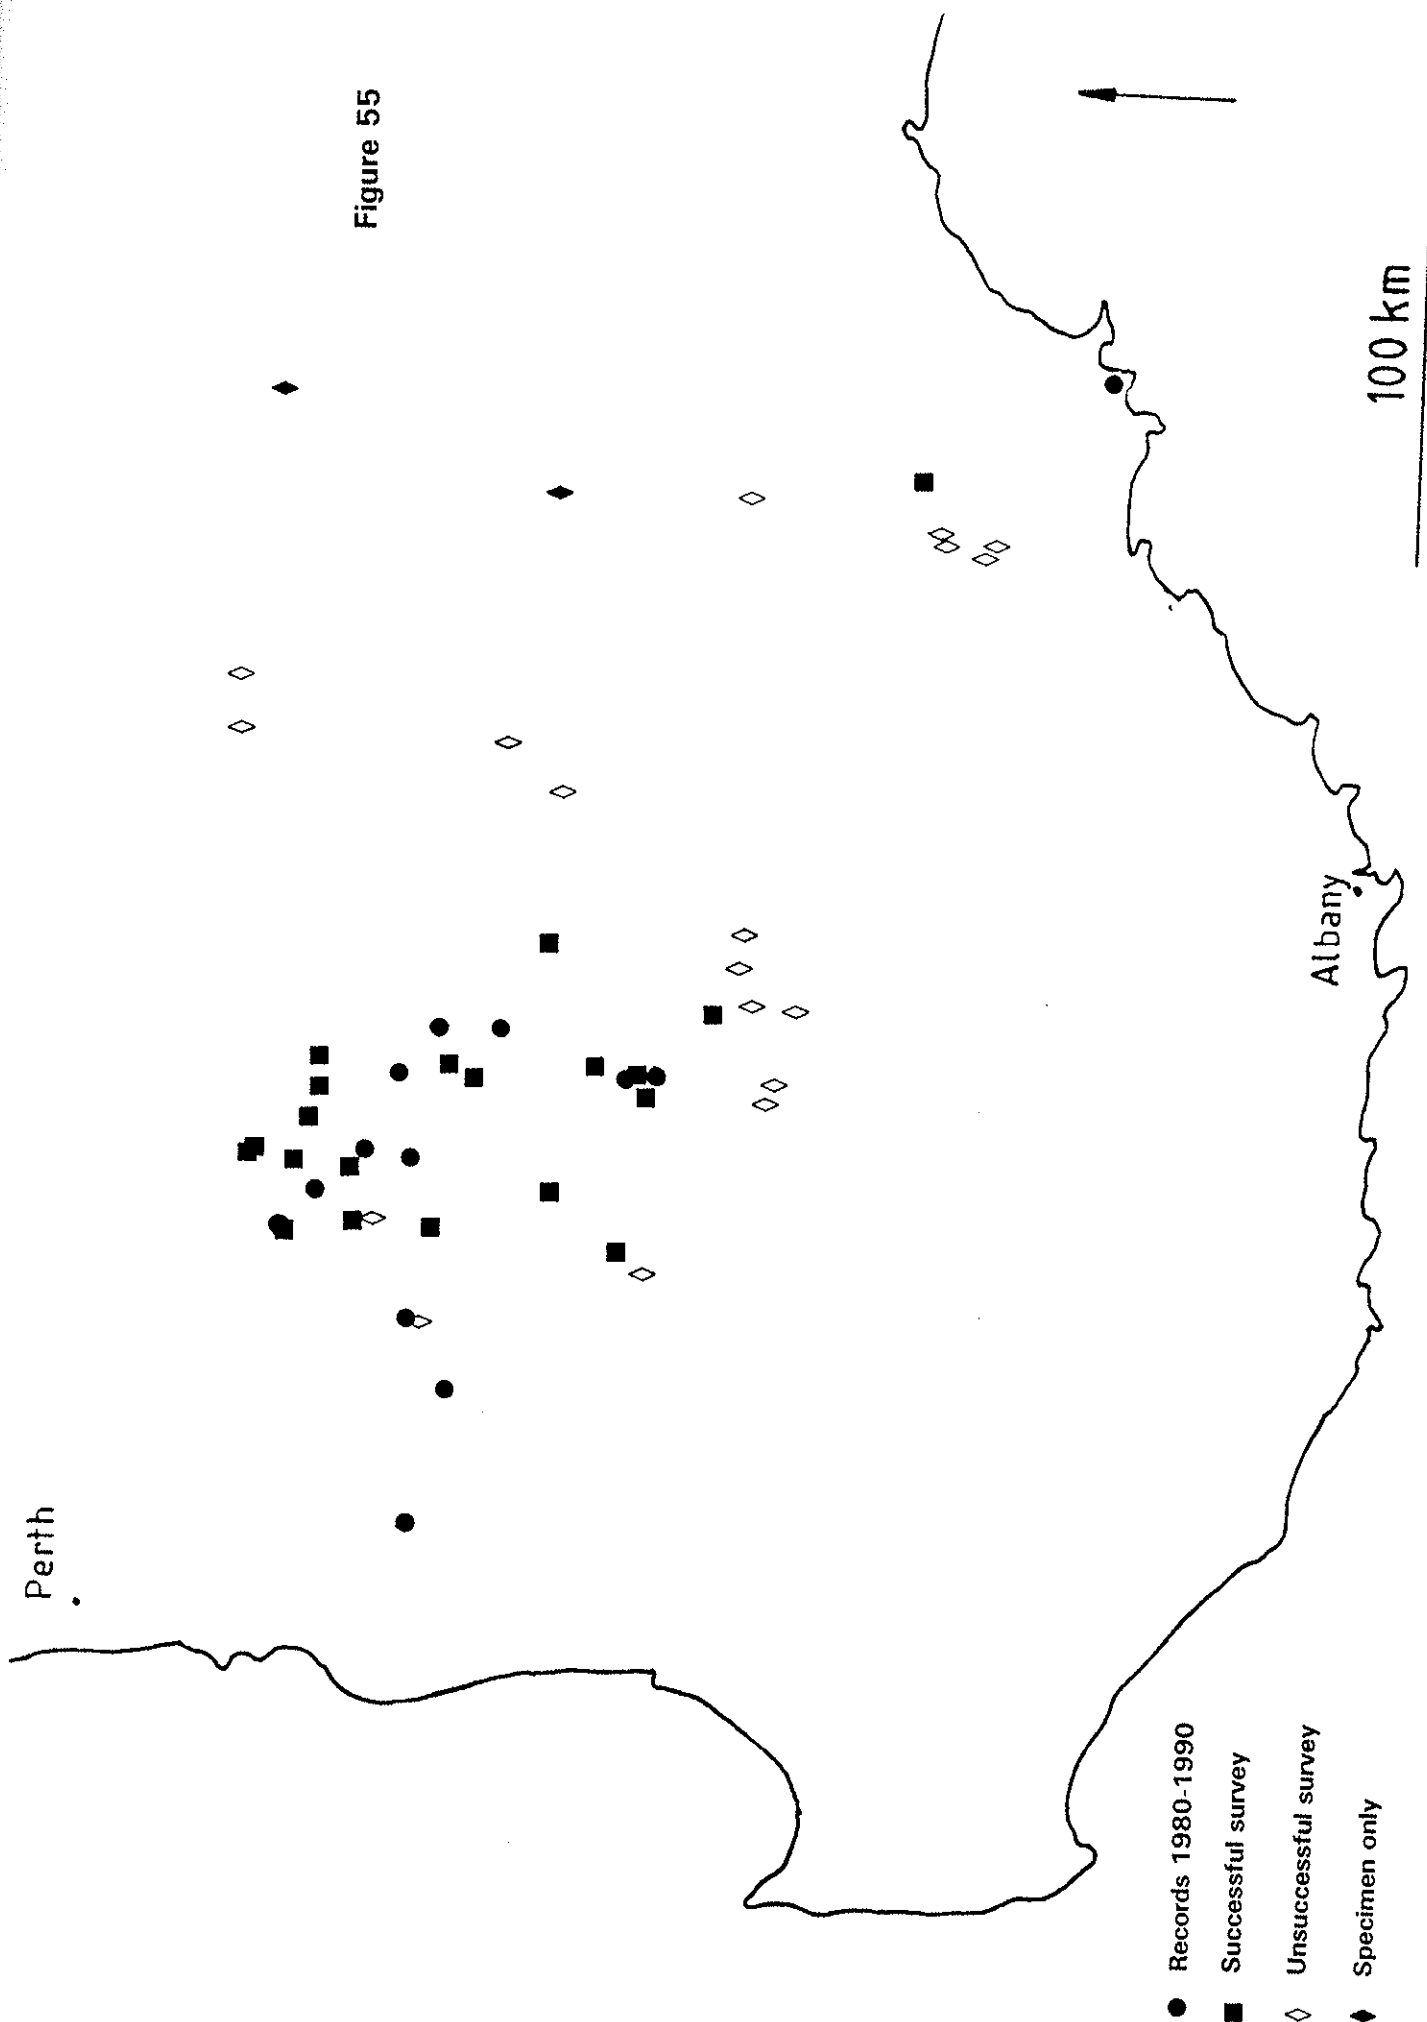 Figure 55
Perth
Albany
100 km
Records 1980-1990
Successful survey
Unsuccessful survey
Specimen only